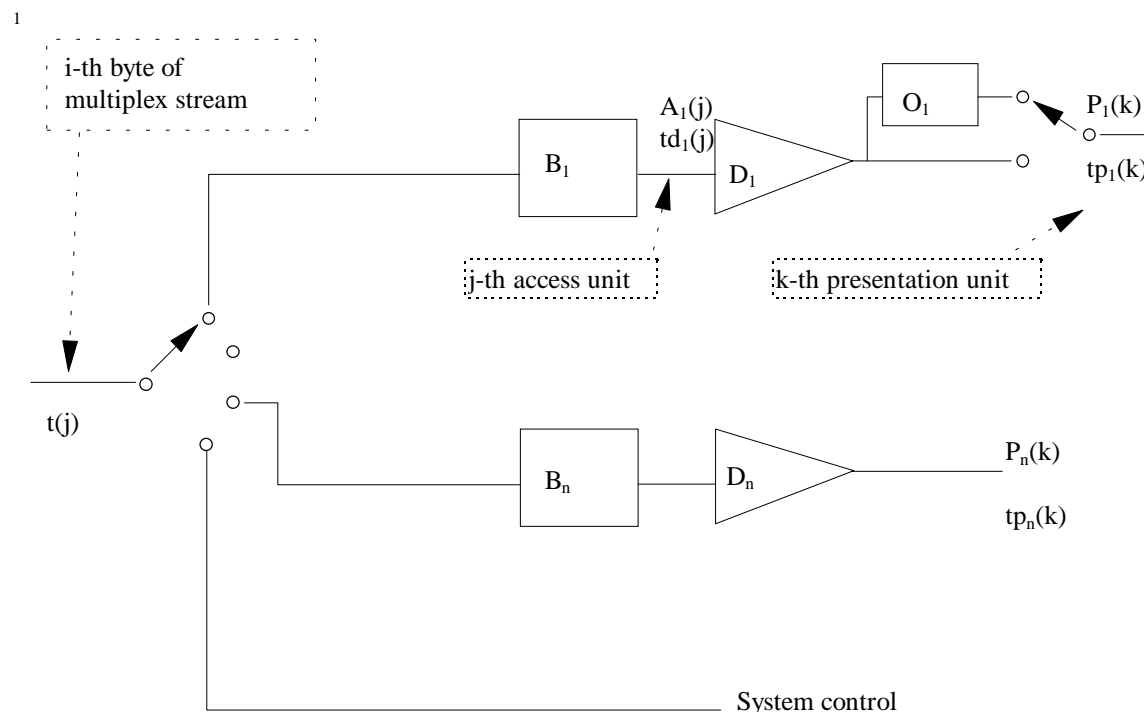 1
i-th byte of
multiplex stream
A₁(j)
td₁(j)
B₁
D₁
O₁
P₁(k)
tp₁(k)
j-th access unit
k-th presentation unit
t(j)
Bₙ
Dₙ
Pₙ(k)
tpₙ(k)
System control